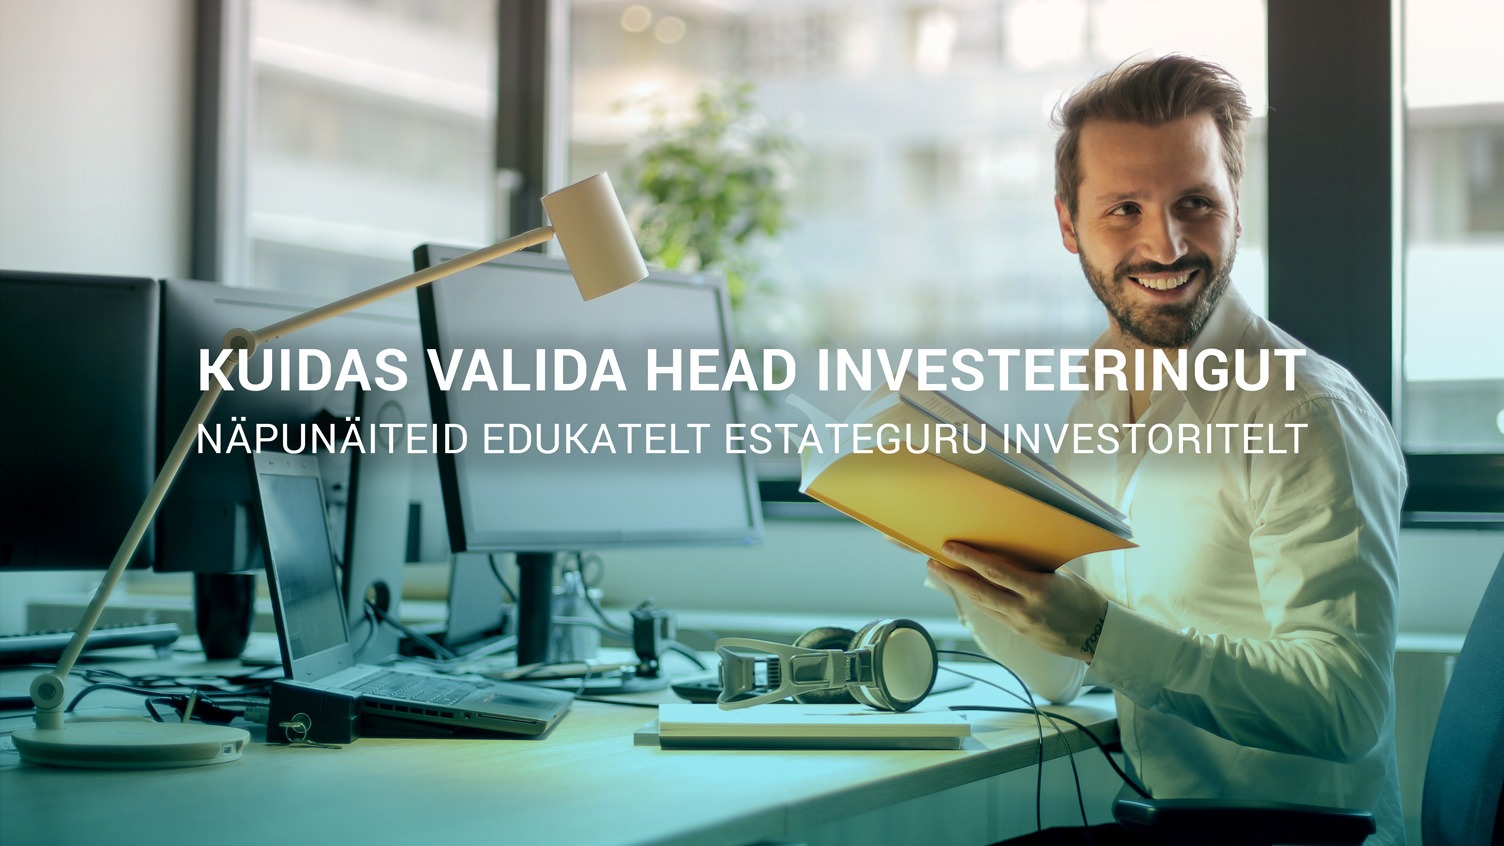 KUIDAS VALIDA HEAD INVESTEERINGUT
NÄPUNÄITEID EDUKATELT ESTATEGURU INVESTORITELT